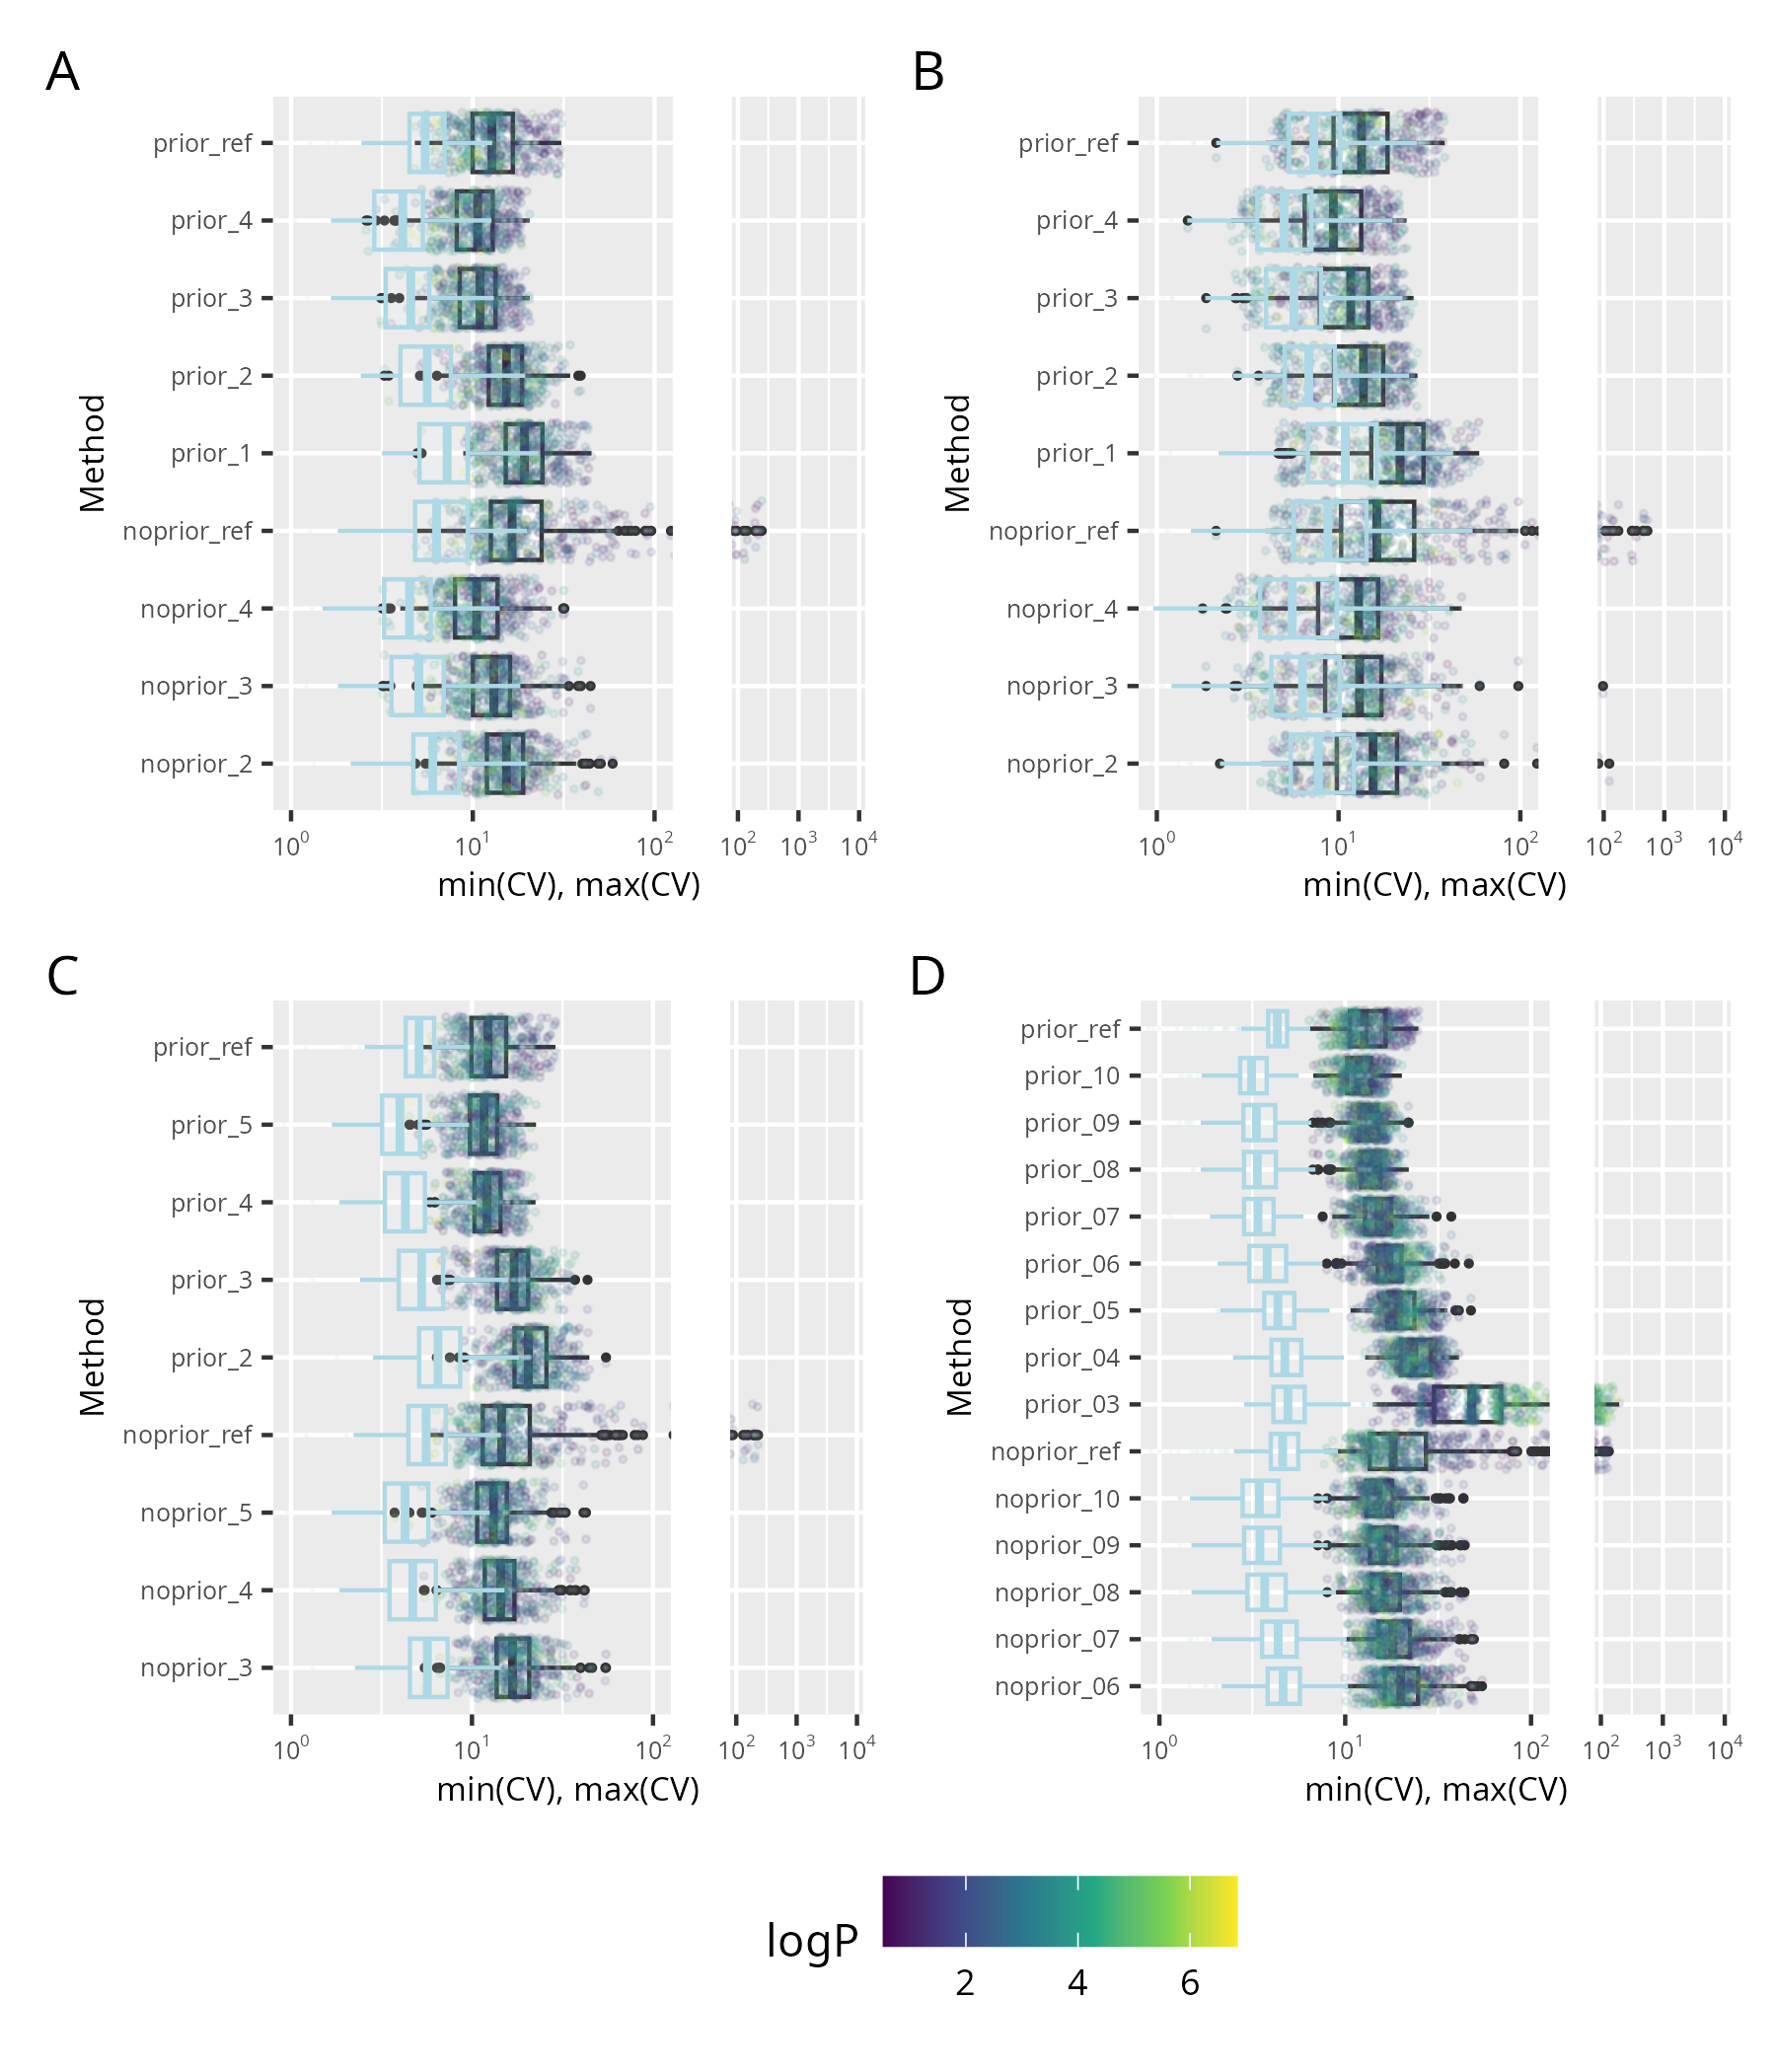 A
prior_ref
prior_4
prior_3
prior_2
prior_1
noprior_ref
noprior_4
noprior_3
noprior_2
Method
10⁰ 10¹ 10² 10² 10³ 10⁴
min(CV), max(CV)
B
prior_ref
prior_4
prior_3
prior_2
prior_1
noprior_ref
noprior_4
noprior_3
noprior_2
Method
10⁰ 10¹ 10² 10² 10³ 10⁴
min(CV), max(CV)
C
prior_ref
prior_5
prior_4
prior_3
prior_2
noprior_ref
noprior_5
noprior_4
noprior_3
Method
10⁰ 10¹ 10² 10² 10³ 10⁴
min(CV), max(CV)
D
prior_ref
prior_10
prior_09
prior_08
prior_07
prior_06
prior_05
prior_04
prior_03
noprior_ref
noprior_10
noprior_09
noprior_08
noprior_07
noprior_06
Method
10⁰ 10¹ 10² 10² 10³ 10⁴
min(CV), max(CV)
logP
2 4 6